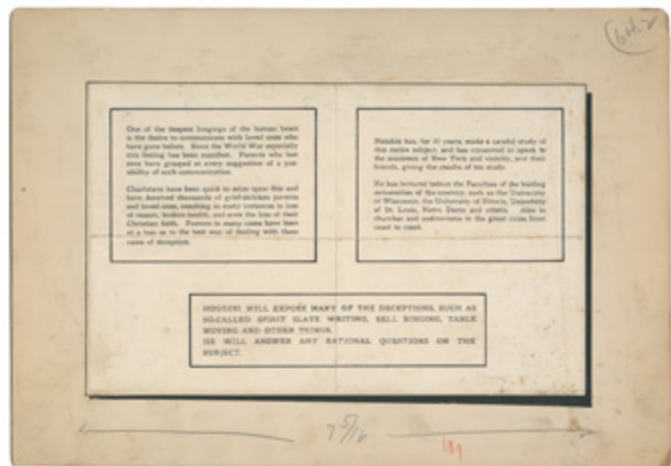 64.2
One of the deepest longings of the human heart
is the desire to communicate with loved ones who
have gone before. Since the World War especially
this feeling has been manifest. Parents who lost
sons have grasped at every suggestion of a pos-
sibility of such communication.
Charlatans have been quick to seize upon this and
have deceived thousands of grief-stricken parents
and loved ones, resulting in many instances in loss
of reason, broken health, and even the loss of their
Christian faith. Pastors in many cases have been
at a loss as to the best way of dealing with these
cases of deception.
Houdini has, for 35 years, made a careful study of
this entire subject, and has consented to speak to
the ministers of New York and vicinity, and their
friends, giving the results of his study.
He has lectured before the Faculties of the leading
universities of the country, such as the University
of Wisconsin, the University of Illinois, University
of St. Louis, Notre Dame and others. Also in
churches and auditoriums in the great cities from
coast to coast.
HOUDINI WILL EXPOSE MANY OF THE DECEPTIONS, SUCH AS
SO-CALLED SPIRIT SLATE WRITING, BELL RINGING, TABLE
MOVING AND OTHER THINGS.
HE WILL ANSWER ANY RATIONAL QUESTIONS ON THE
SUBJECT.
7 5/16